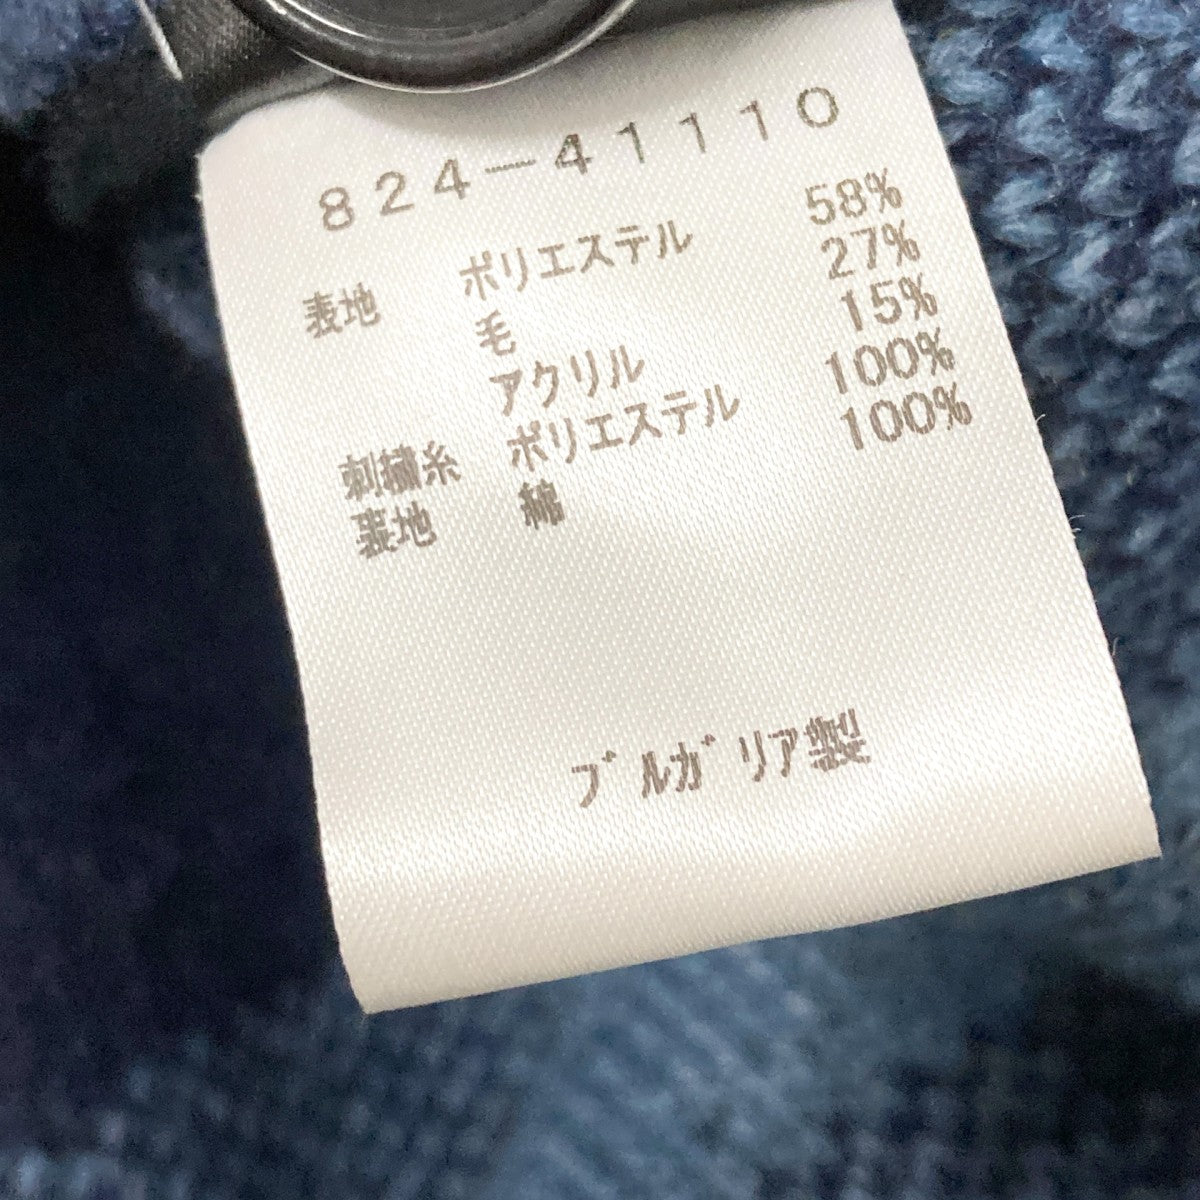 824-41110
表地 ポリエステル 58%
毛 27%
アクリル 15%
刺繍糸 ポリエステル 100%
裏地 綿 100%
ブルガリア製